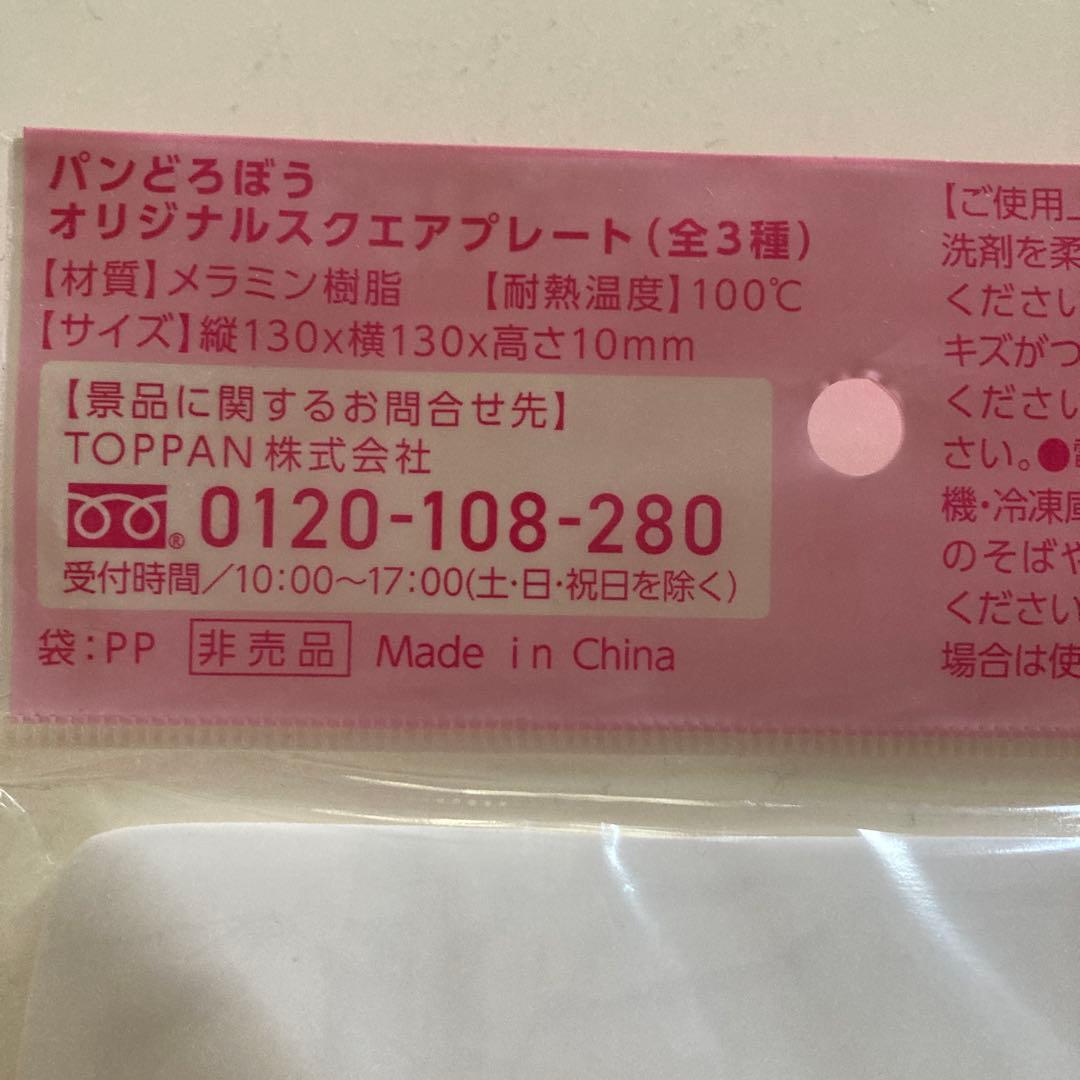 パンどろぼう
オリジナルスクエアプレート(全3種)
【材質】メラミン樹脂 【耐熱温度】100℃
【サイズ】縦130x横130x高さ10mm
【景品に関するお問合せ先】
TOPPAN株式会社
® 0120-108-280
受付時間/10:00〜17:00(土・日・祝日を除く)
袋:PP 非売品 Made in China
【ご使用
洗剤を柔
ください
キズがつ
ください
さい。●
機・冷凍庫
のそばや
ください
場合は使